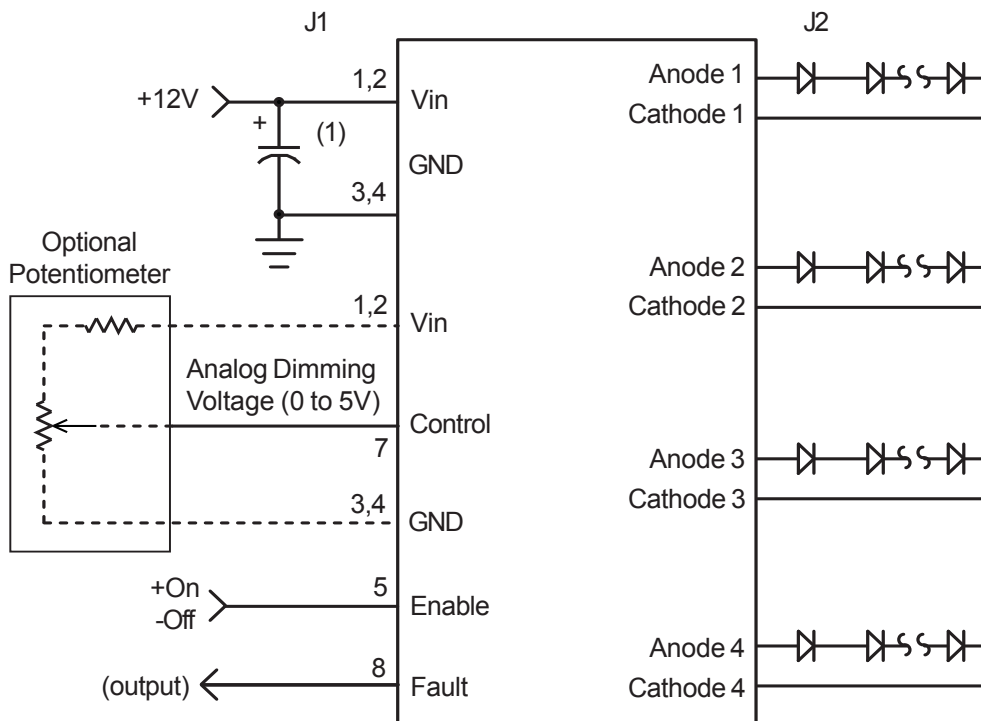 J1
J2
1,2
+12V
Vin
+
(1)
GND
3,4
Optional
Potentiometer
1,2
Vin
Analog Dimming
Voltage (0 to 5V)
Control
7
3,4
GND
+On
-Off
5
Enable
(output)
8
Fault
Anode 1
Cathode 1
Anode 2
Cathode 2
Anode 3
Cathode 3
Anode 4
Cathode 4